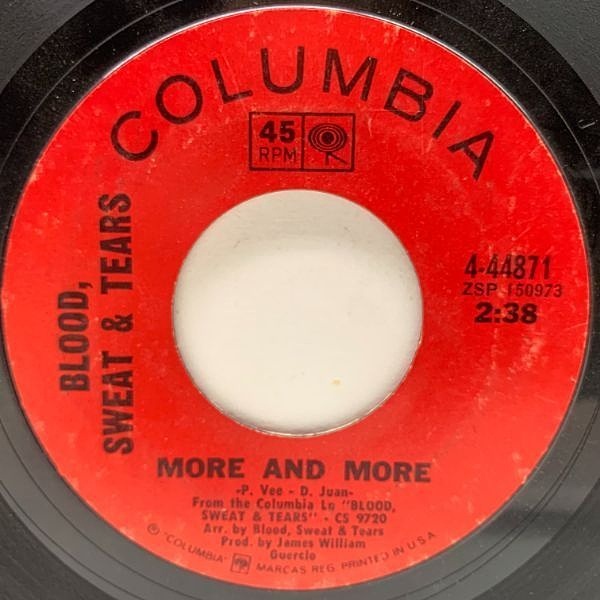 COLUMBIA
45
RPM
BLOOD,
SWEAT & TEARS
4-44871
ZSP 150973
2:38
MORE AND MORE
-P. Vee - D. Juan-
From the Columbia Lp "BLOOD,
SWEAT & TEARS" - CS 9720
Arr. by Blood, Sweat & Tears
Prod. by James William
Guercio
® "COLUMBIA" MARCAS REG. PRINTED IN U.S.A.